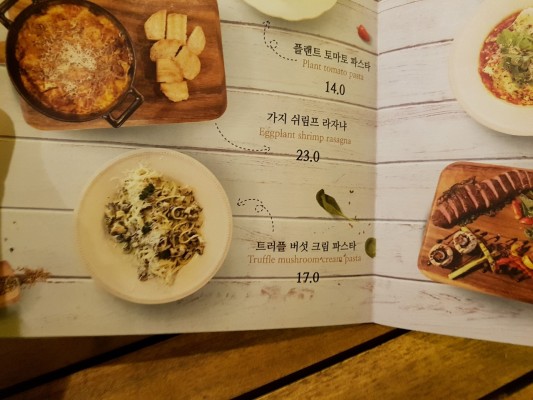 플랜트 토마토 파스타
Plant tomato pasta
14.0
가지 쉬림프 라자냐
Eggplant shrimp rasagna
23.0
트러플 버섯 크림 파스타
Truffle mushroom cream pasta
17.0